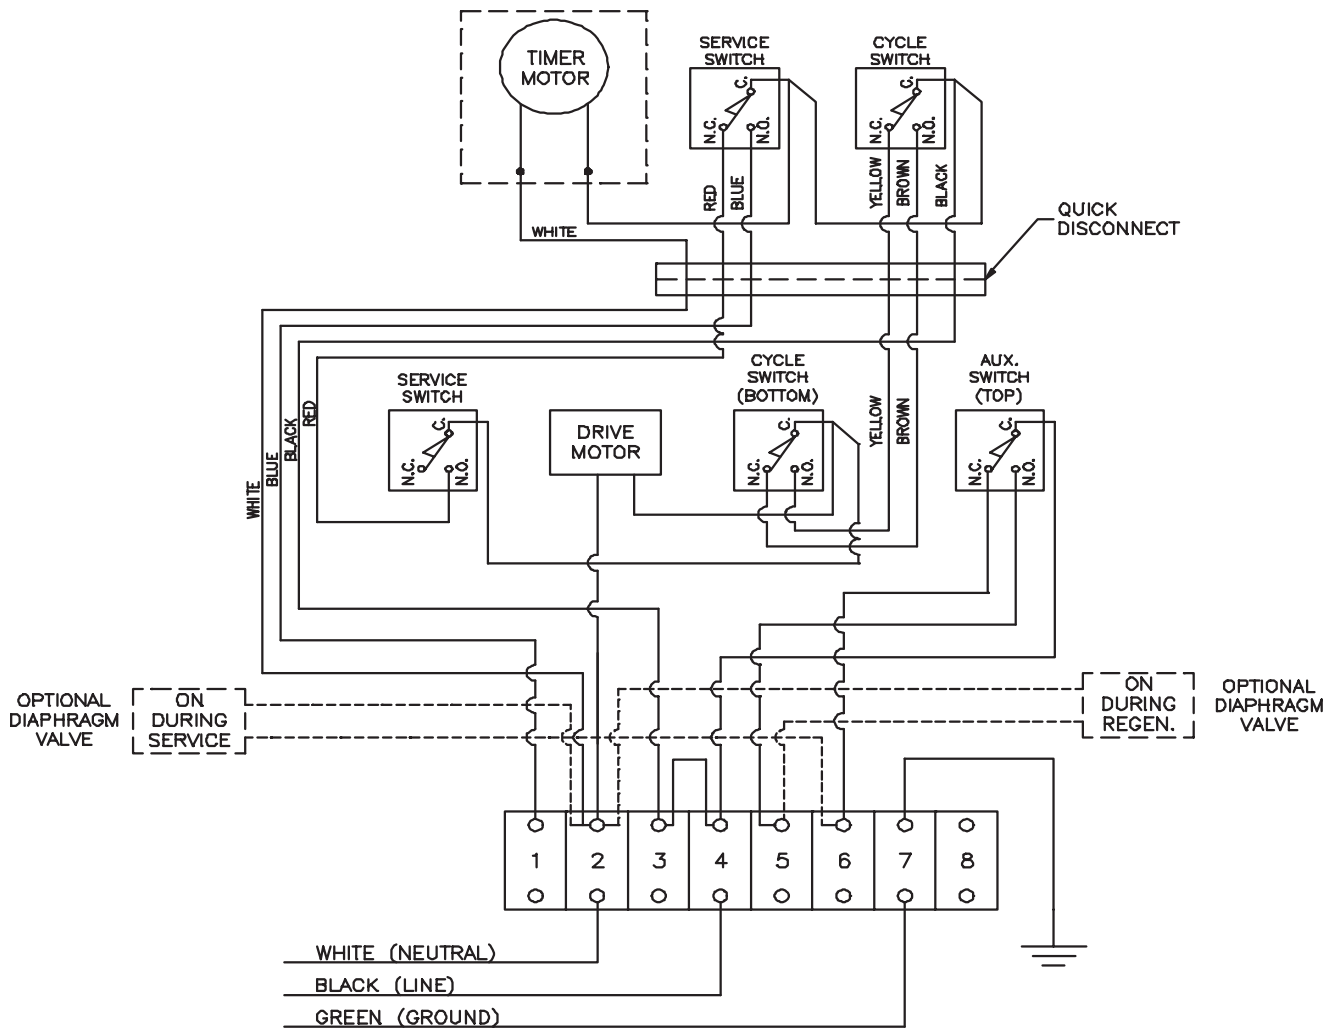 TIMER
MOTOR
SERVICE
SWITCH
CYCLE
SWITCH
C.
N.C.
N.O.
C.
N.C.
N.O.
RED
BLUE
YELLOW
BROWN
BLACK
WHITE
QUICK
DISCONNECT
SERVICE
SWITCH
C.
N.C.
N.O.
DRIVE
MOTOR
CYCLE
SWITCH
(BOTTOM)
C.
N.C.
N.O.
YELLOW
BROWN
AUX.
SWITCH
(TOP)
C.
N.C.
N.O.
WHITE
BLUE
BLACK
RED
OPTIONAL
DIAPHRAGM
VALVE
ON
DURING
SERVICE
ON
DURING
REGEN.
OPTIONAL
DIAPHRAGM
VALVE
1 2 3 4 5 6 7 8
WHITE (NEUTRAL)
BLACK (LINE)
GREEN (GROUND)